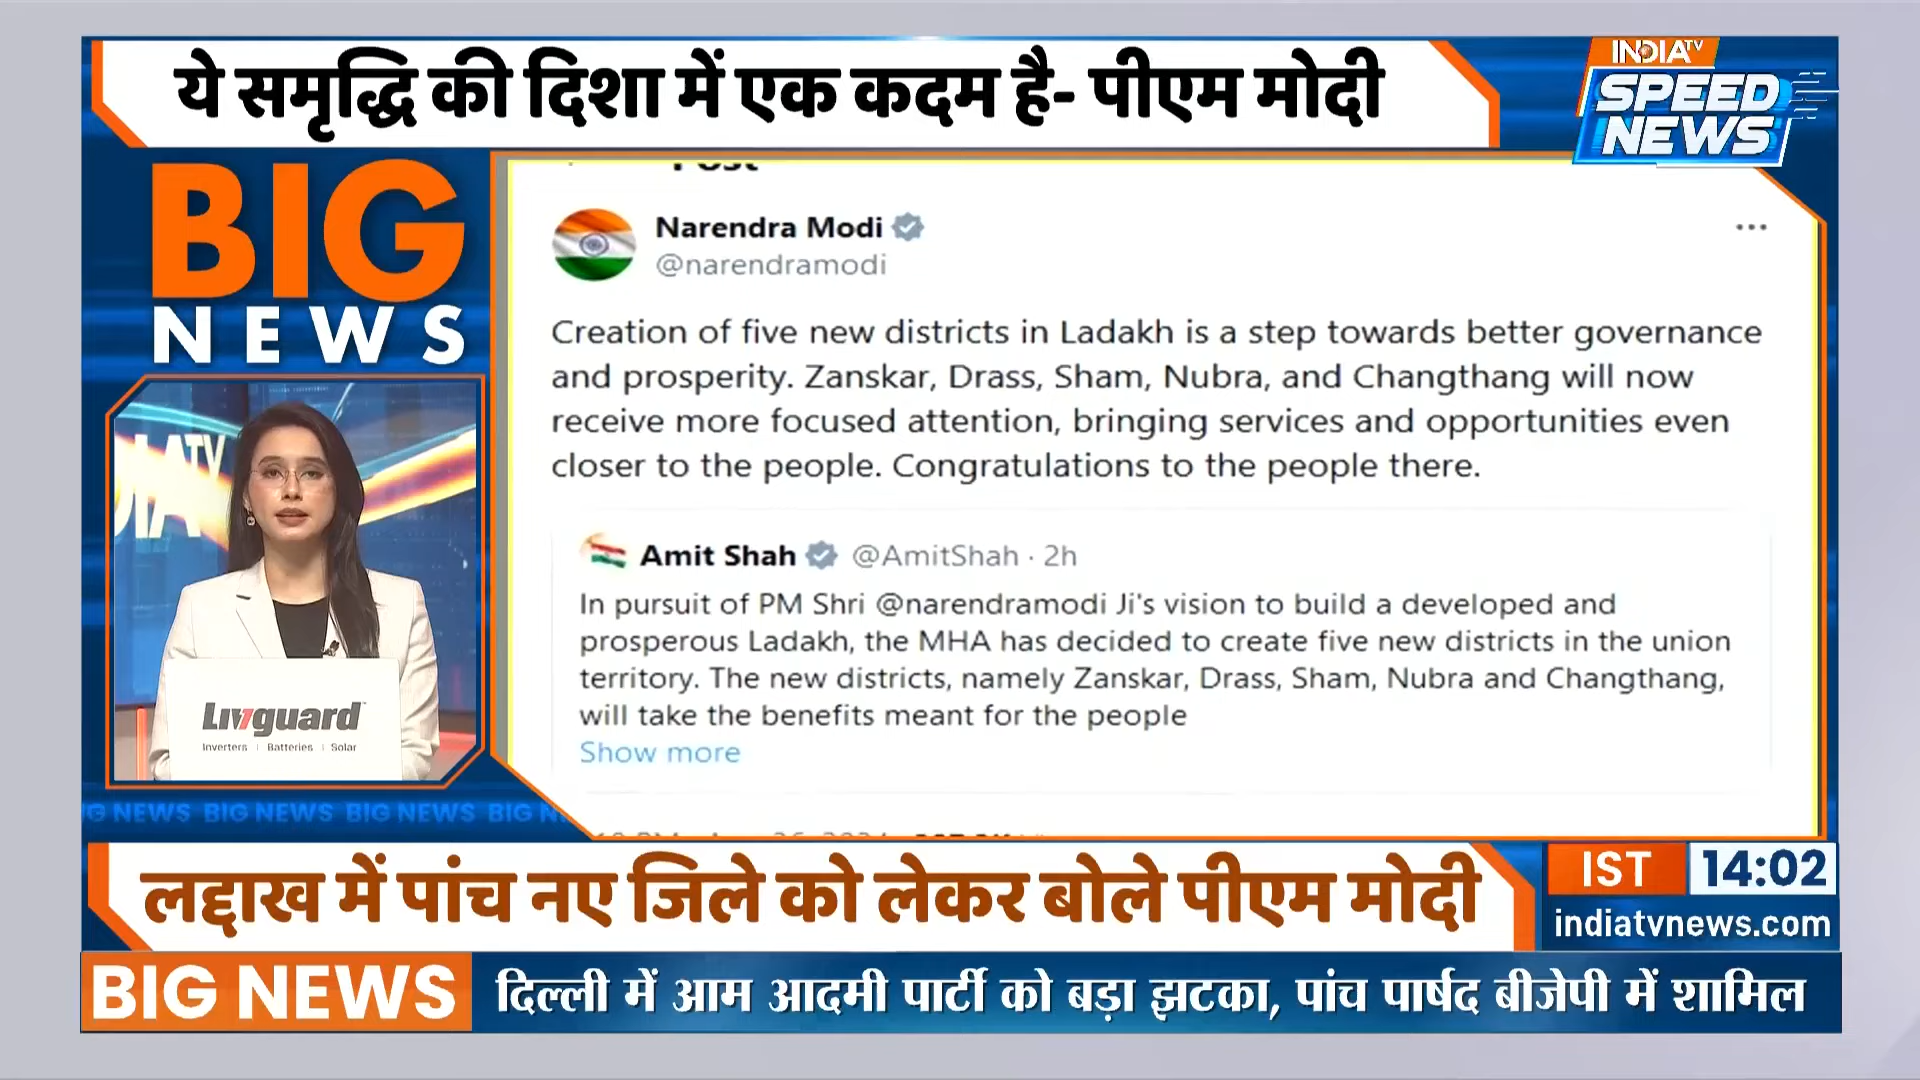 ये समृद्धि की दिशा में एक कदम है- पीएम मोदी
INDIA TV
SPEED
NEWS
BIG
NEWS
Post
Narendra Modi
@narendramodi
Creation of five new districts in Ladakh is a step towards better governance
and prosperity. Zanskar, Drass, Sham, Nubra, and Changthang will now
receive more focused attention, bringing services and opportunities even
closer to the people. Congratulations to the people there.
Amit Shah @AmitShah · 2h
In pursuit of PM Shri @narendramodi Ji's vision to build a developed and
prosperous Ladakh, the MHA has decided to create five new districts in the union
territory. The new districts, namely Zanskar, Drass, Sham, Nubra and Changthang,
will take the benefits meant for the people
Show more
Livguard
Inverters | Batteries | Solar
BIG NEWS BIG NEWS BIG NEWS BIG
लद्दाख में पांच नए जिले को लेकर बोले पीएम मोदी
IST 14:02
indiatvnews.com
BIG NEWS
दिल्ली में आम आदमी पार्टी को बड़ा झटका, पांच पार्षद बीजेपी में शामिल